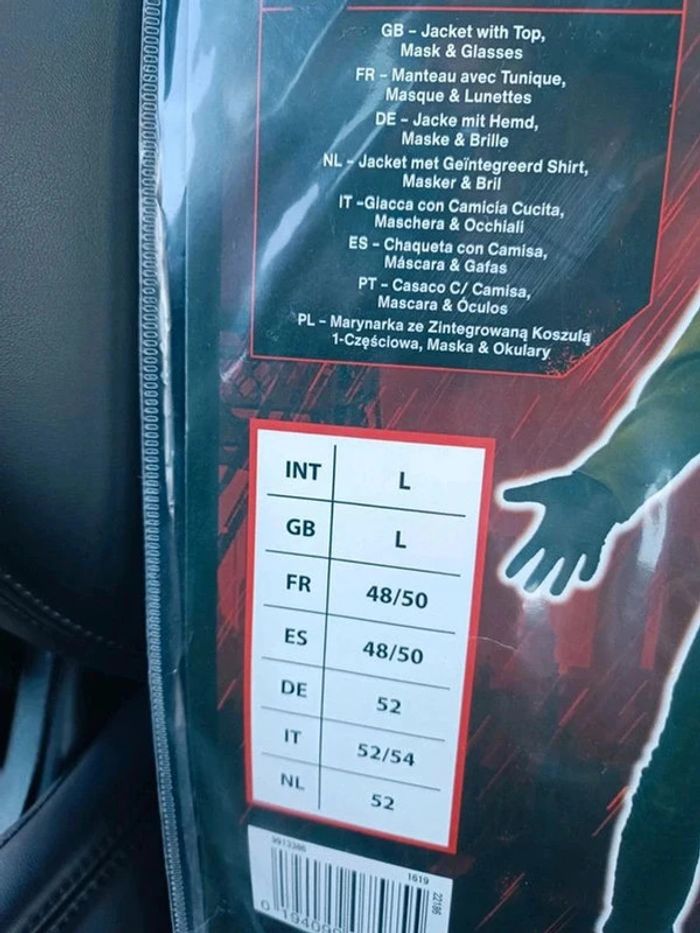 GB – Jacket with Top,
Mask & Glasses
FR – Manteau avec Tunique,
Masque & Lunettes
DE – Jacke mit Hemd,
Maske & Brille
NL – Jacket met Geïntegreerd Shirt,
Masker & Bril
IT –Giacca con Camicia Cucita,
Maschera & Occhiali
ES – Chaqueta con Camisa,
Máscara & Gafas
PT – Casaco C/ Camisa,
Mascara & Óculos
PL – Marynarka ze Zintegrowaną Koszulą
1-Częściowa, Maska & Okulary
INT L
GB L
FR 48/50
ES 48/50
DE 52
IT 52/54
NL 52
9913386
1619
22186